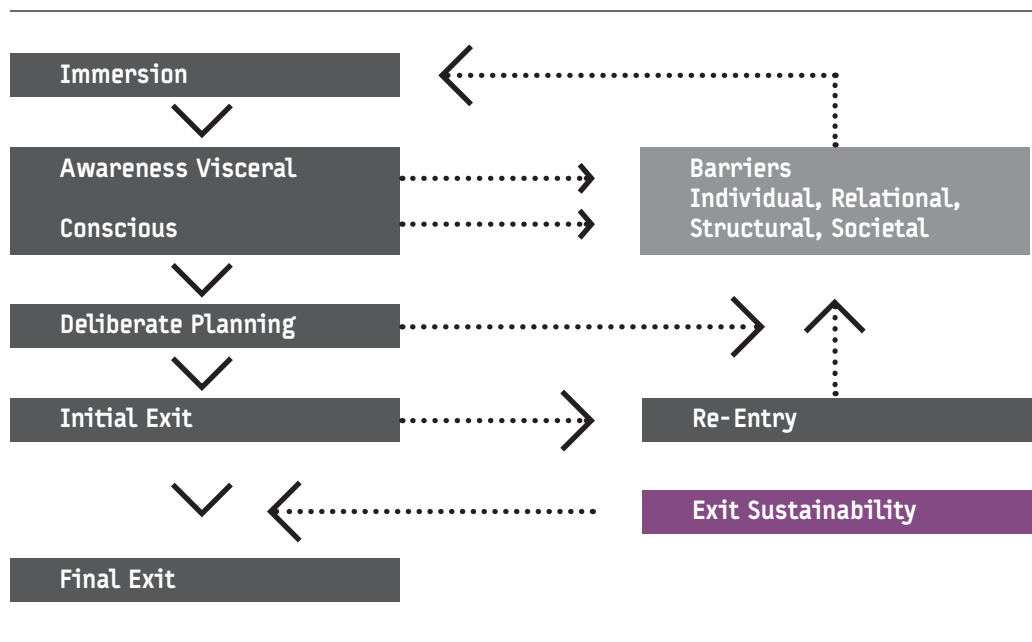 Immersion
Awareness Visceral
Conscious
Barriers
Individual, Relational,
Structural, Societal
Deliberate Planning
Initial Exit
Re-Entry
Exit Sustainability
Final Exit